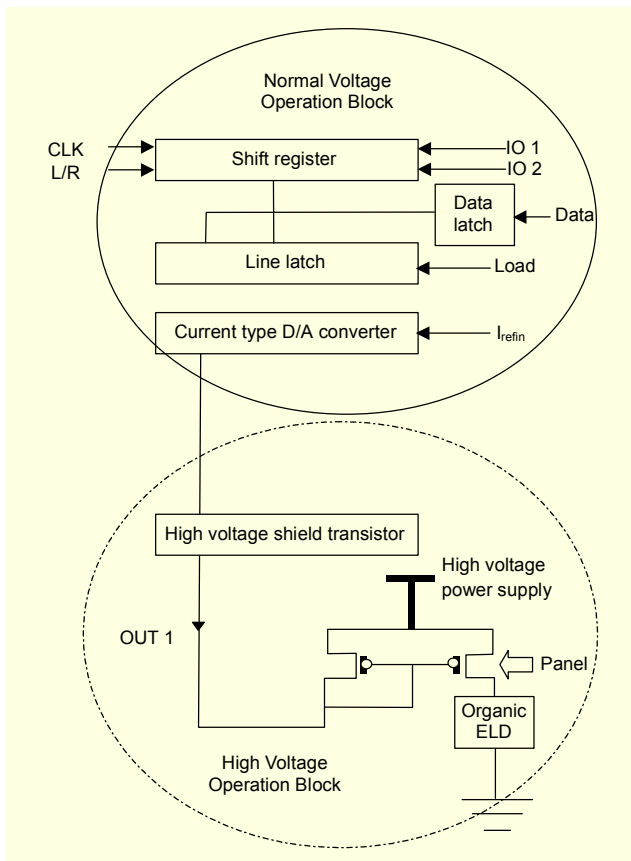 Normal Voltage
Operation Block
CLK
L/R
Shift register
IO 1
IO 2
Data
latch
Data
Line latch
Load
Current type D/A converter
Irefin
High voltage shield transistor
High voltage
power supply
OUT 1
Panel
Organic
ELD
High Voltage
Operation Block